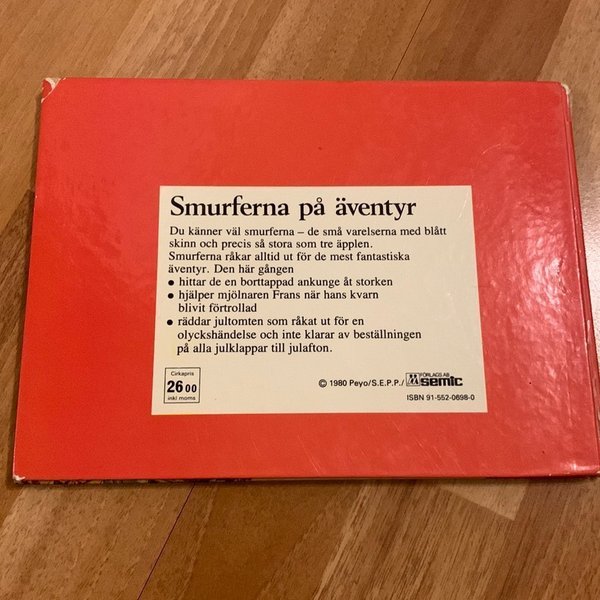 Smurferna på äventyr
Du känner väl smurferna – de små varelserna med blått
skinn och precis så stora som tre äpplen.
Smurferna råkar alltid ut för de mest fantastiska
äventyr. Den här gången
• hittar de en borttappad ankunge åt storken
• hjälper mjölnaren Frans när hans kvarn
blivit förtrollad
• räddar jultomten som råkat ut för en
olyckshändelse och inte klarar av beställningen
på alla julklappar till julafton.
Cirkapris
26 00
inkl moms
© 1980 Peyo/S.E.P.P./ FÖRLAGS AB
semic
ISBN 91-552-0698-0